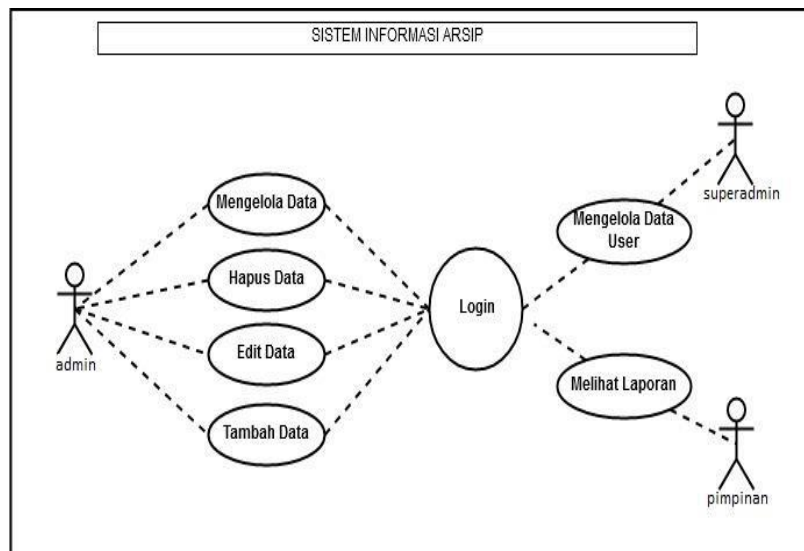 SISTEM INFORMASI ARSIP
superadmin
Mengelola Data
Mengelola Data
User
Hapus Data
Login
admin
Edit Data
Melihat Laporan
Tambah Data
pimpinan